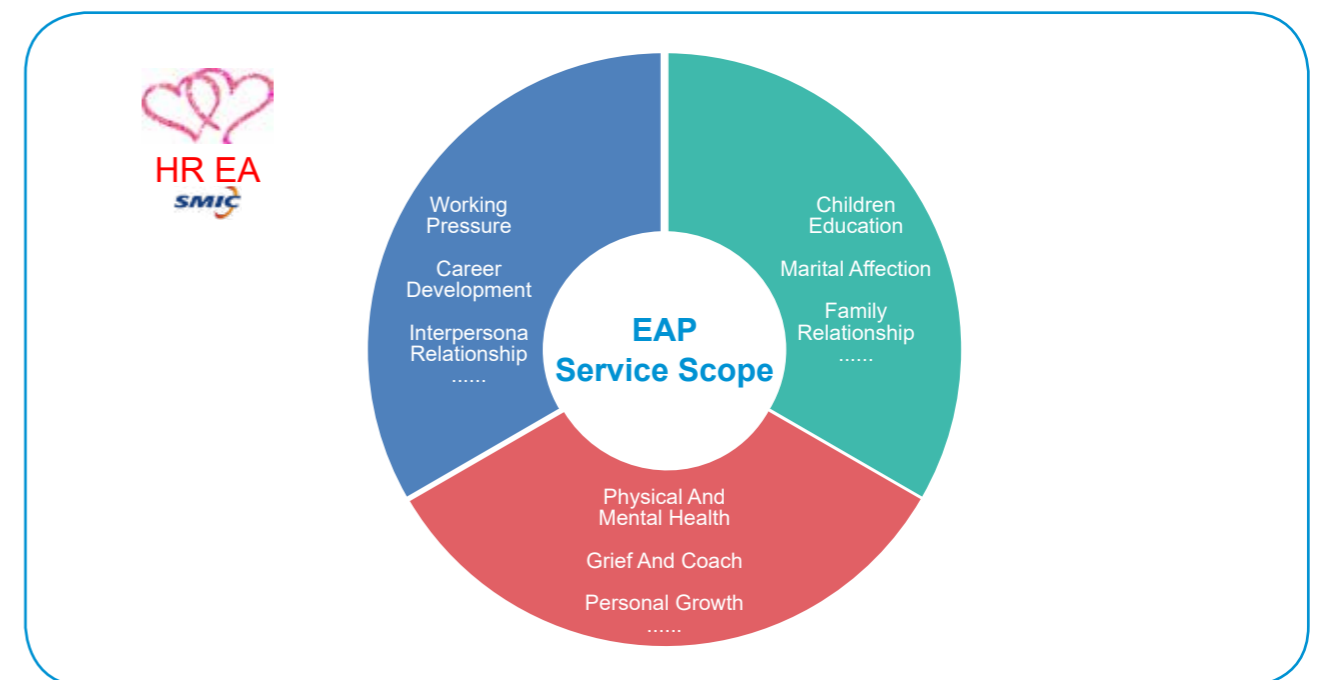 HR EA
SMIC
Working
Pressure
Career
Development
Interpersona
Relationship
......
Children
Education
Marital Affection
Family
Relationship
......
EAP
Service Scope
Physical And
Mental Health
Grief And Coach
Personal Growth
......